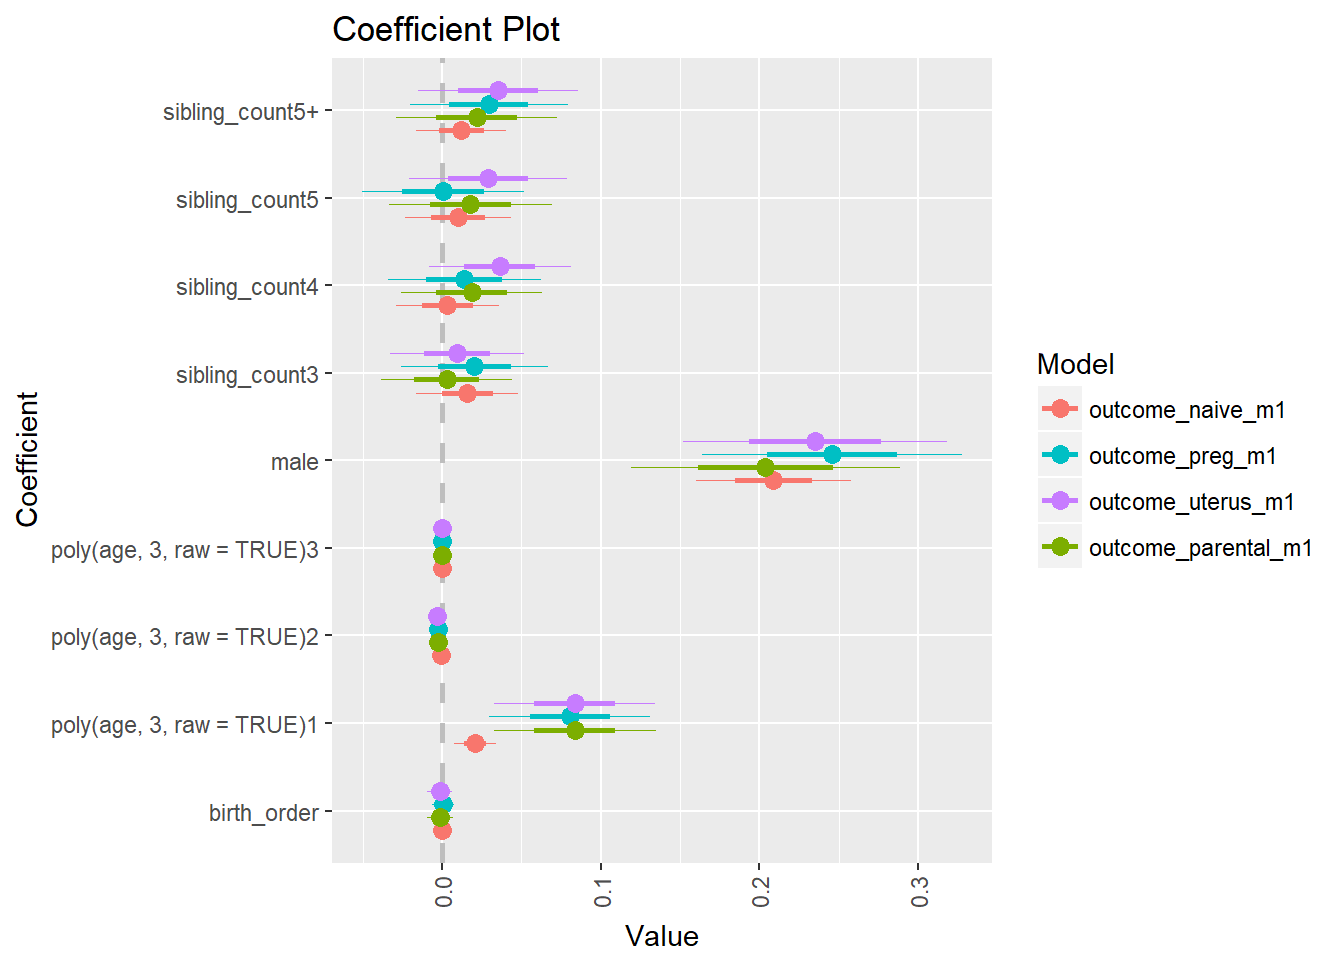 Coefficient Plot
Coefficient
sibling_count5+
sibling_count5
sibling_count4
sibling_count3
male
poly(age, 3, raw = TRUE)3
poly(age, 3, raw = TRUE)2
poly(age, 3, raw = TRUE)1
birth_order
0.0
0.1
0.2
0.3
Value
Model
outcome_naive_m1
outcome_preg_m1
outcome_uterus_m1
outcome_parental_m1